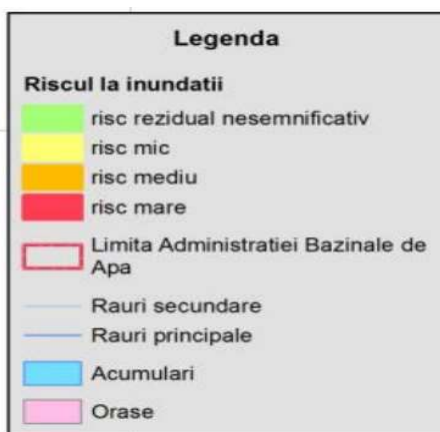 Legenda
Riscul la inundatii
risc rezidual nesemnificativ
risc mic
risc mediu
risc mare
Limita Administratiei Bazinale de
Apa
Rauri secundare
Rauri principale
Acumulari
Orase